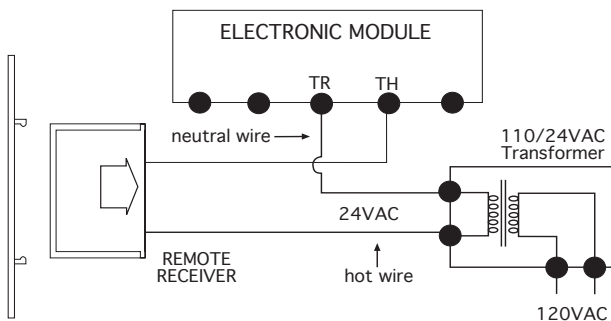 ELECTRONIC MODULE
TR
TH
neutral wire
110/24VAC
Transformer
24VAC
REMOTE
RECEIVER
hot wire
120VAC